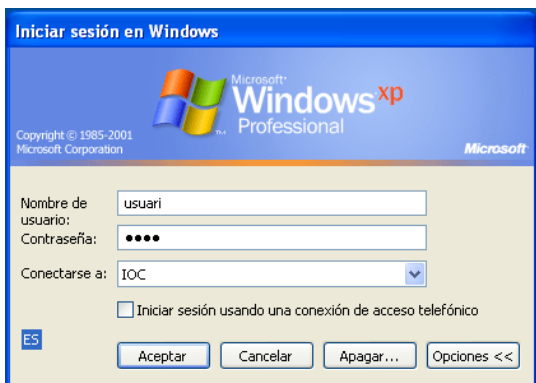 Iniciar sesión en Windows
Microsoft®
Windows xp
Professional
Copyright © 1985-2001
Microsoft Corporation
Microsoft
Nombre de usuario:
usuari
Contraseña:
••••
Conectarse a:
IOC
Iniciar sesión usando una conexión de acceso telefónico
ES
Aceptar
Cancelar
Apagar...
Opciones <<